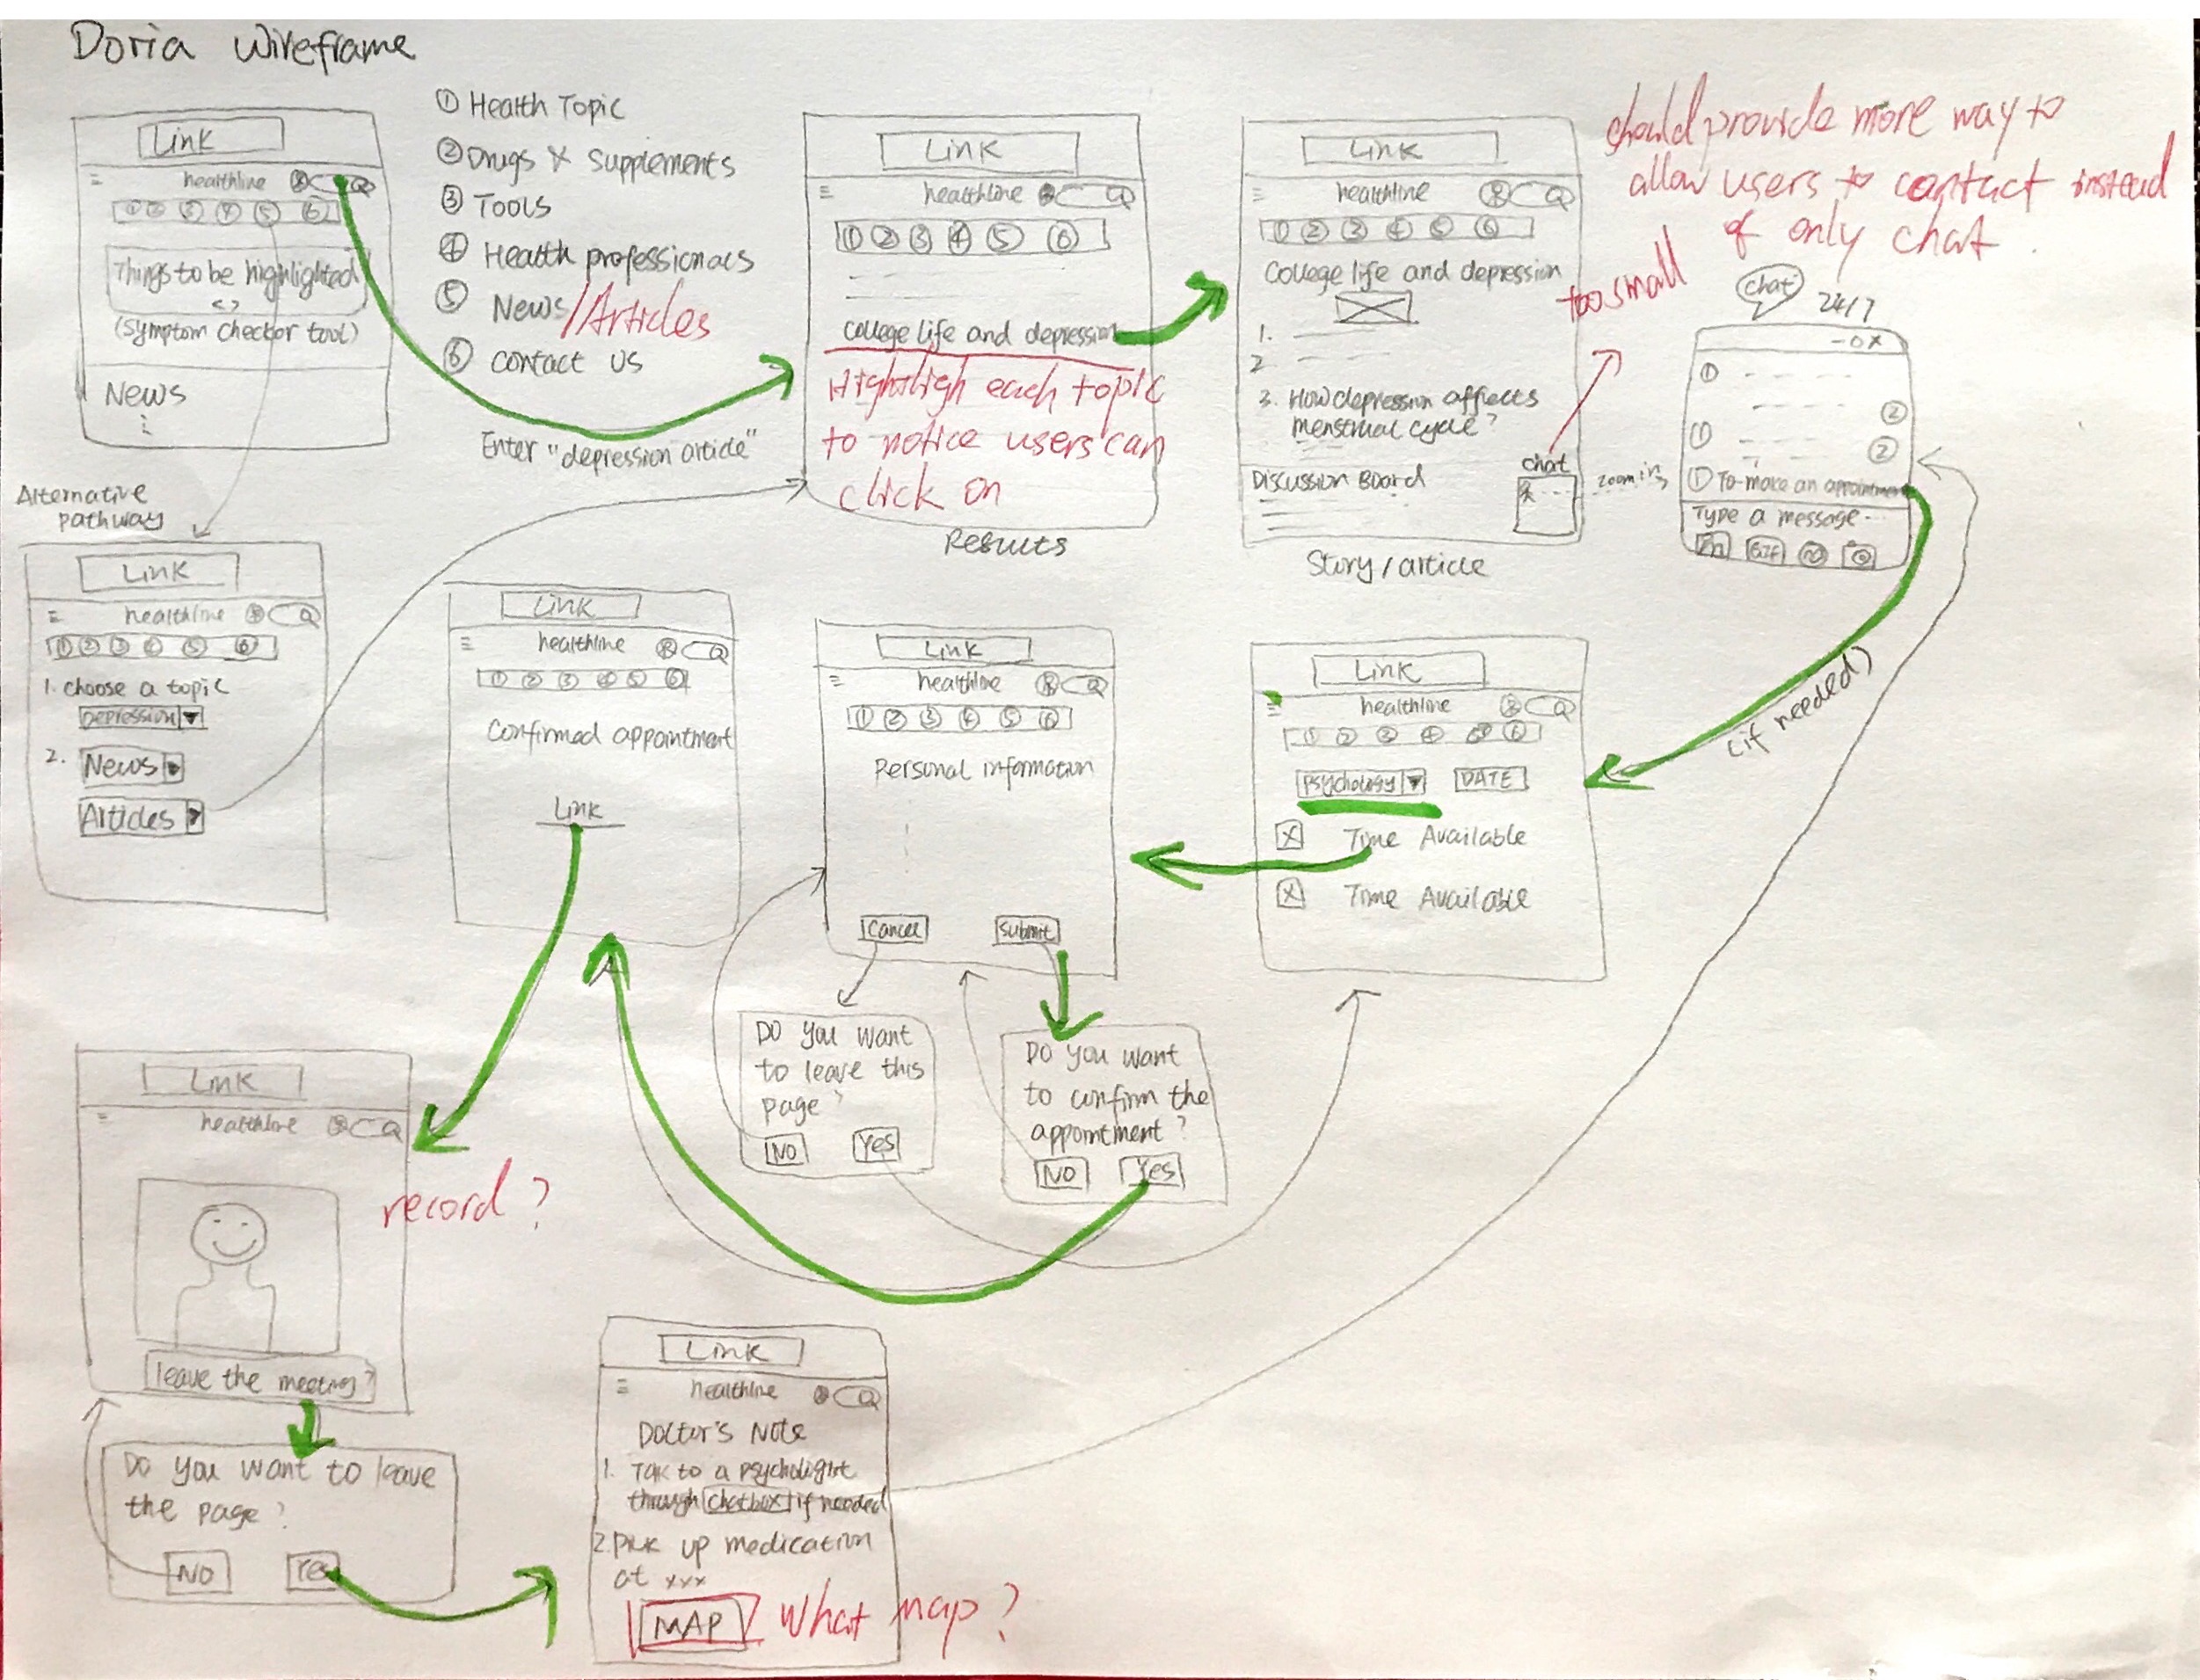 Doria Wireframe
Link
healthline
① ② ③ ④ ⑤ ⑥
Things to be highlighted
< >
(Symptom checker tool)
News
① Health Topic
② Drugs & Supplements
③ Tools
④ Health professionals
⑤ News/Articles
⑥ Contact us
Enter "depression article"
Link
healthline
① ② ③ ④ ⑤ ⑥
College life and depression
Hightligh each topic
to notice users can
click on
Results
Link
healthline
① ② ③ ④ ⑤ ⑥
College life and depression
1.
2
3. How depression affects
menstrual cycle?
Discussion Board
chat
Story/article
too small
should provide more way to
allow users to contact instead
of only chat.
zoom in
chat
24/7
- o x
①
②
①
②
① To make an appointment
Type a message..
GIF
(if needed)
Alternative
pathway
Link
healthline
① ② ③ ④ ⑤ ⑥
1. choose a topic
Depression
2. News
Articles
Link
healthline
① ② ③ ④ ⑤ ⑥
Confirmed appointment
Link
Link
healthline
① ② ③ ④ ⑤ ⑥
Personal information
Cancel
Submit
Link
healthline
① ② ③ ④ ⑤ ⑥
Psychology
DATE
X Time Available
X Time Available
Do you want
to leave this
page?
No Yes
Do you want
to confirm the
appointment?
No Yes
Link
healthline
record?
leave the meeting?
Do you want to leave
the page?
No Yes
Link
healthline
Doctor's Note
1. Talk to a psychologist
through chatbox if needed
2. Pick up medication
at xxx
MAP
What map?